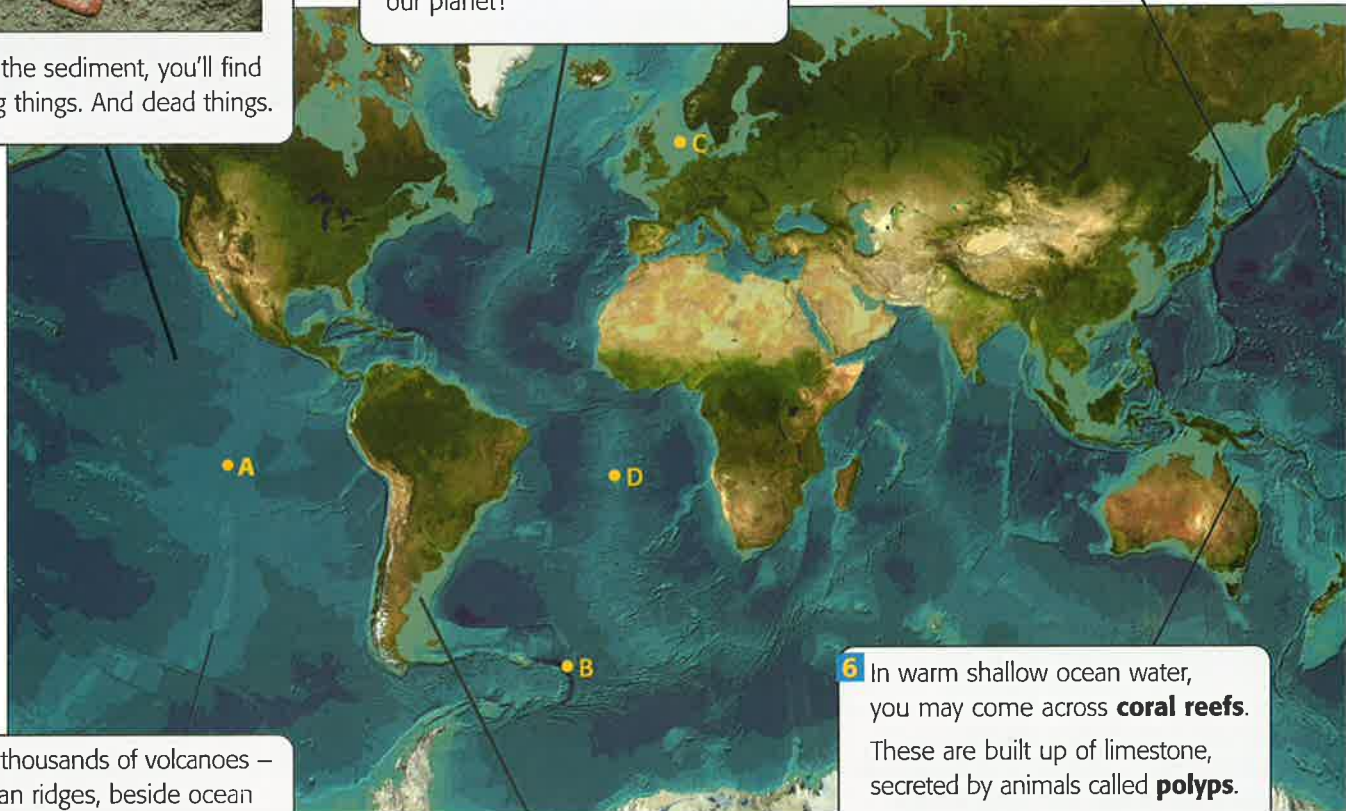 our planet!
the sediment, you'll find
g things. And dead things.
C
A
D
B
thousands of volcanoes –
an ridges, beside ocean
6 In warm shallow ocean water,
you may come across coral reefs.
These are built up of limestone,
secreted by animals called polyps.